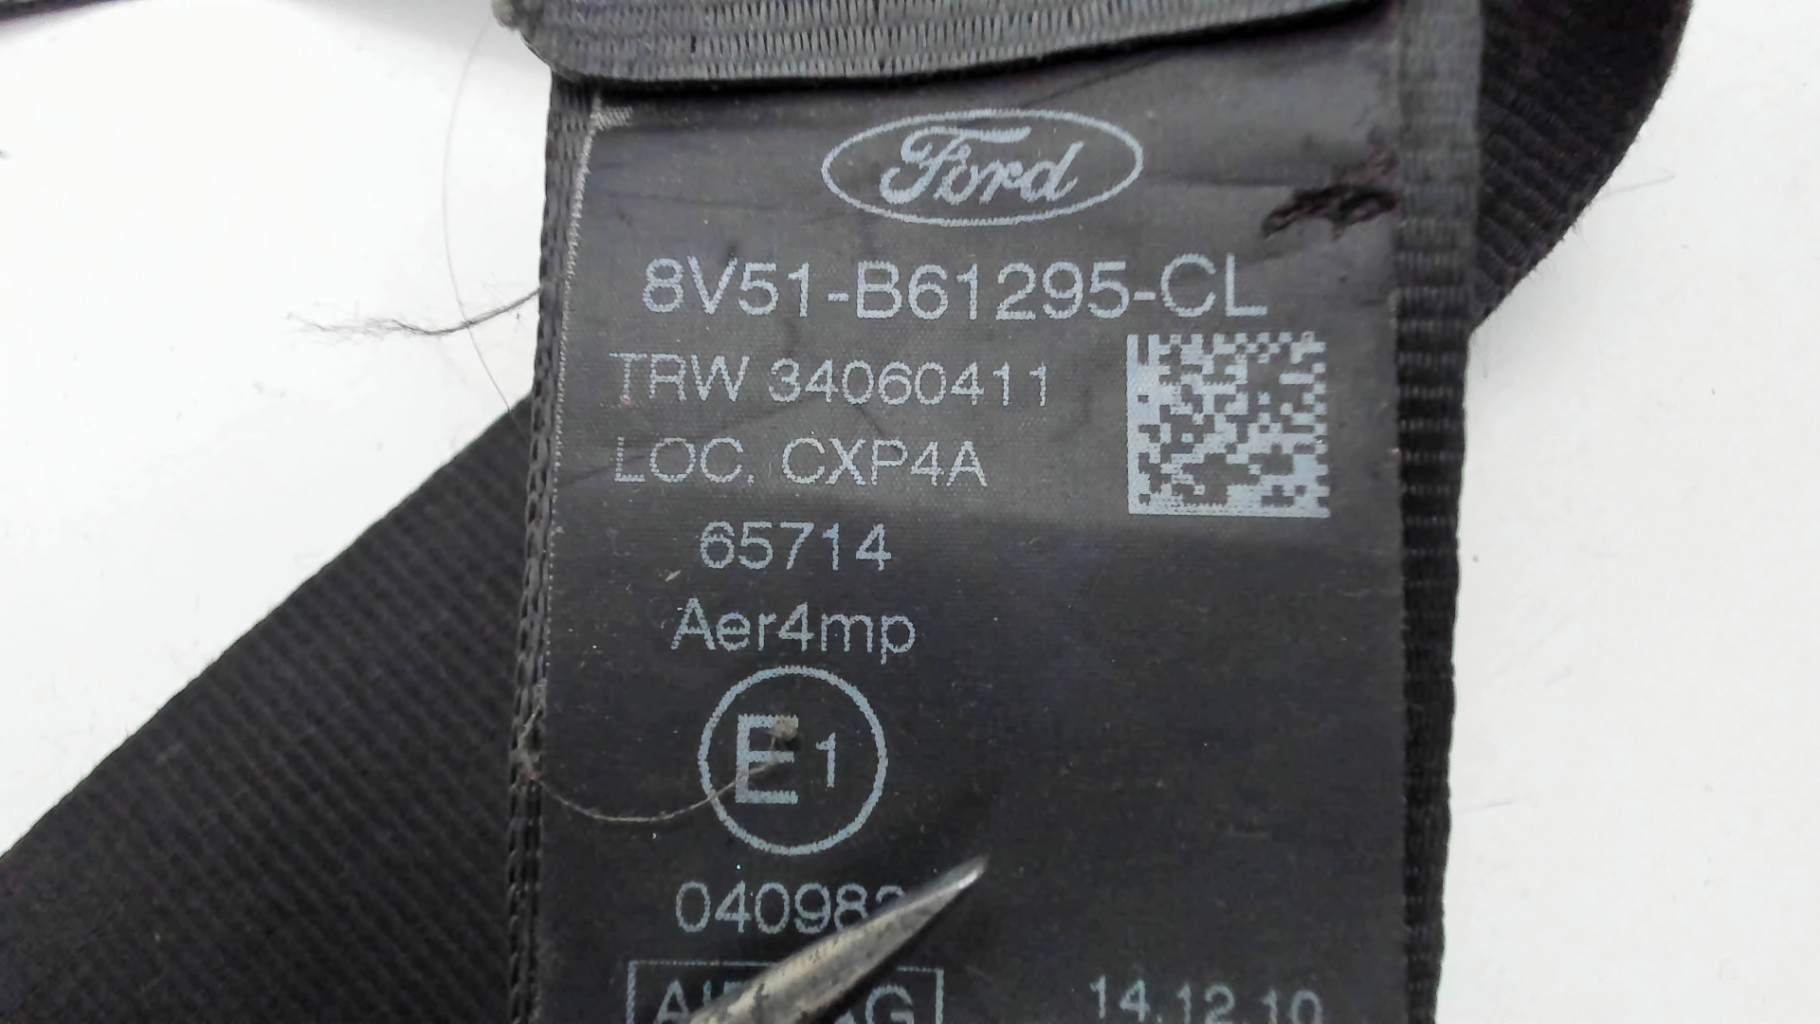 Ford
8V51-B61295-CL
TRW 34060411
LOC. CXP4A
65714
Aer4mp
E1
14.12.10